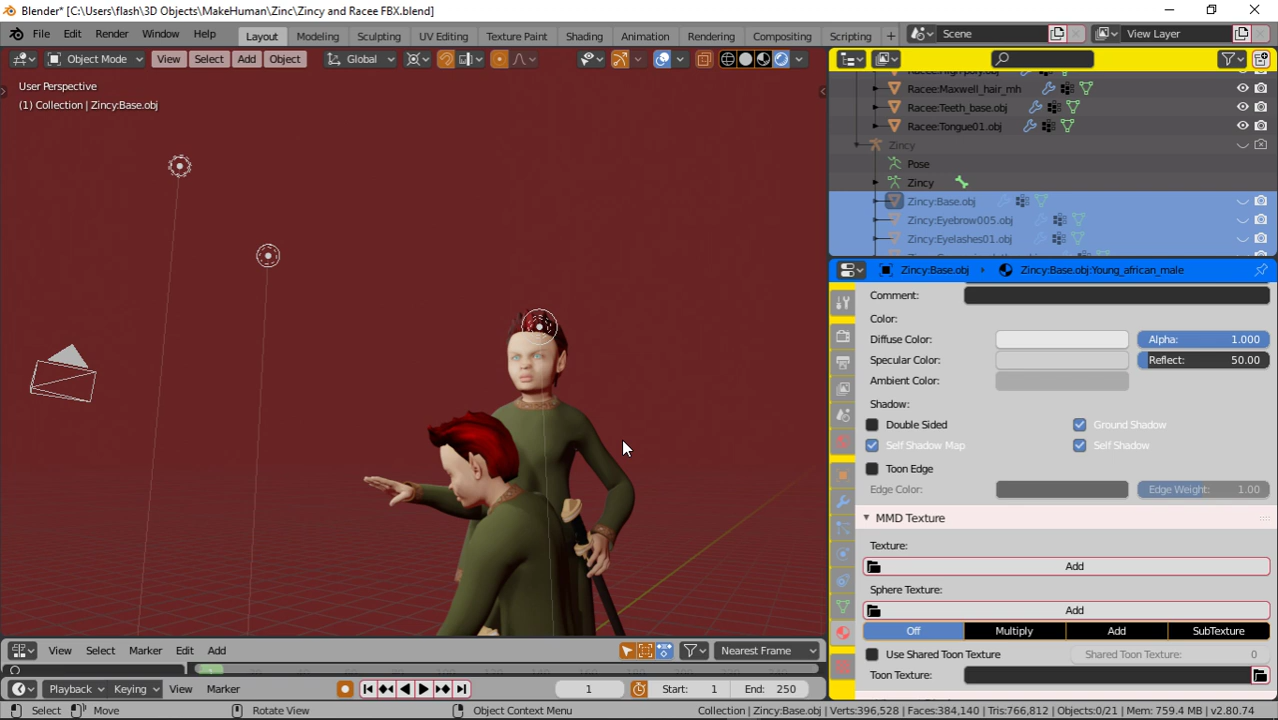 Blender* [C:\Users\flash\3D Objects\MakeHuman\Zinc\Zincy and Racee FBX.blend]
File Edit Render Window Help Layout Modeling Sculpting UV Editing Texture Paint Shading Animation Rendering Compositing Scripting + Scene View Layer
Object Mode View Select Add Object Global
User Perspective
(1) Collection | Zincy:Base.obj
Racee:Maxwell_hair_mh
Racee:Teeth_base.obj
Racee:Tongue01.obj
Zincy
Pose
Zincy
Zincy:Base.obj
Zincy:Eyebrow005.obj
Zincy:Eyelashes01.obj
Zincy:Base.obj Zincy:Base.obj:Young_african_male
Comment:
Color:
Diffuse Color: Alpha: 1.000
Specular Color: Reflect: 50.00
Ambient Color:
Shadow:
Double Sided Ground Shadow
Self Shadow Map Self Shadow
Toon Edge
Edge Color: Edge Weight: 1.00
MMD Texture
Texture:
Add
Sphere Texture:
Add
Off Multiply Add SubTexture
Use Shared Toon Texture Shared Toon Texture: 0
Toon Texture:
View Select Marker Edit Add Nearest Frame
Playback Keying View Marker 1 Start: 1 End: 250
Select Move Rotate View Object Context Menu Collection | Zincy:Base.obj | Verts:396,528 | Faces:384,140 | Tris:766,812 | Objects:0/21 | Mem: 759.4 MB | v2.80.74